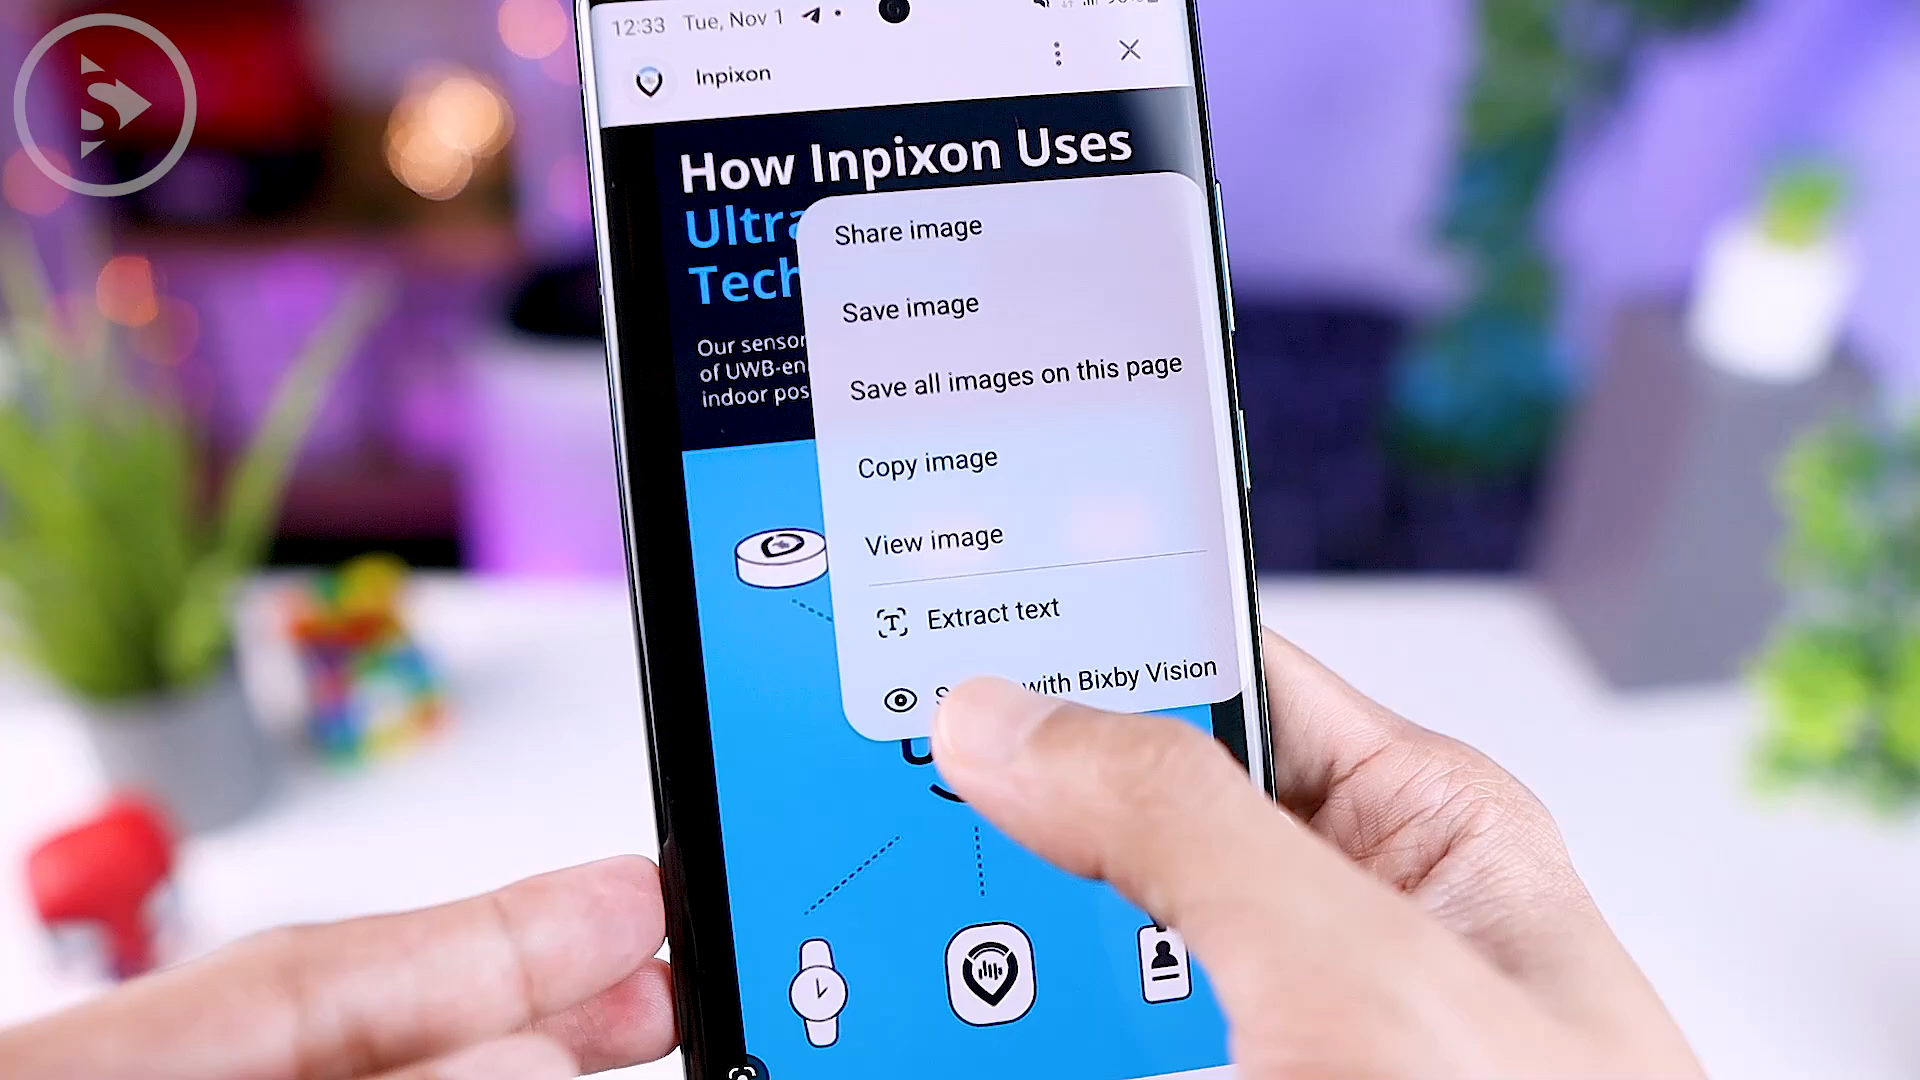 12:33 Tue, Nov 1
Inpixon
How Inpixon Uses
Ultra
Tech
Our sensor
of UWB-en
indoor pos
Share image
Save image
Save all images on this page
Copy image
View image
Extract text
with Bixby Vision